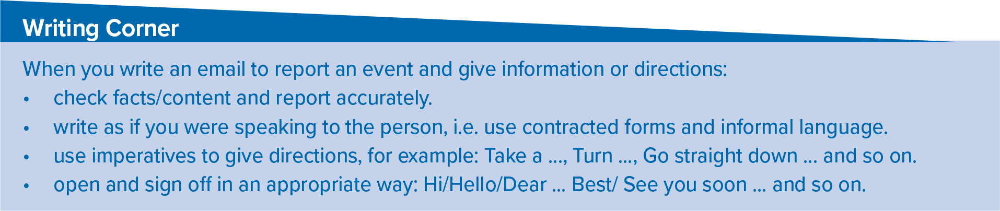 Writing Corner
When you write an email to report an event and give information or directions:
• check facts/content and report accurately.
• write as if you were speaking to the person, i.e. use contracted forms and informal language.
• use imperatives to give directions, for example: Take a ..., Turn ..., Go straight down ... and so on.
• open and sign off in an appropriate way: Hi/Hello/Dear ... Best/ See you soon ... and so on.